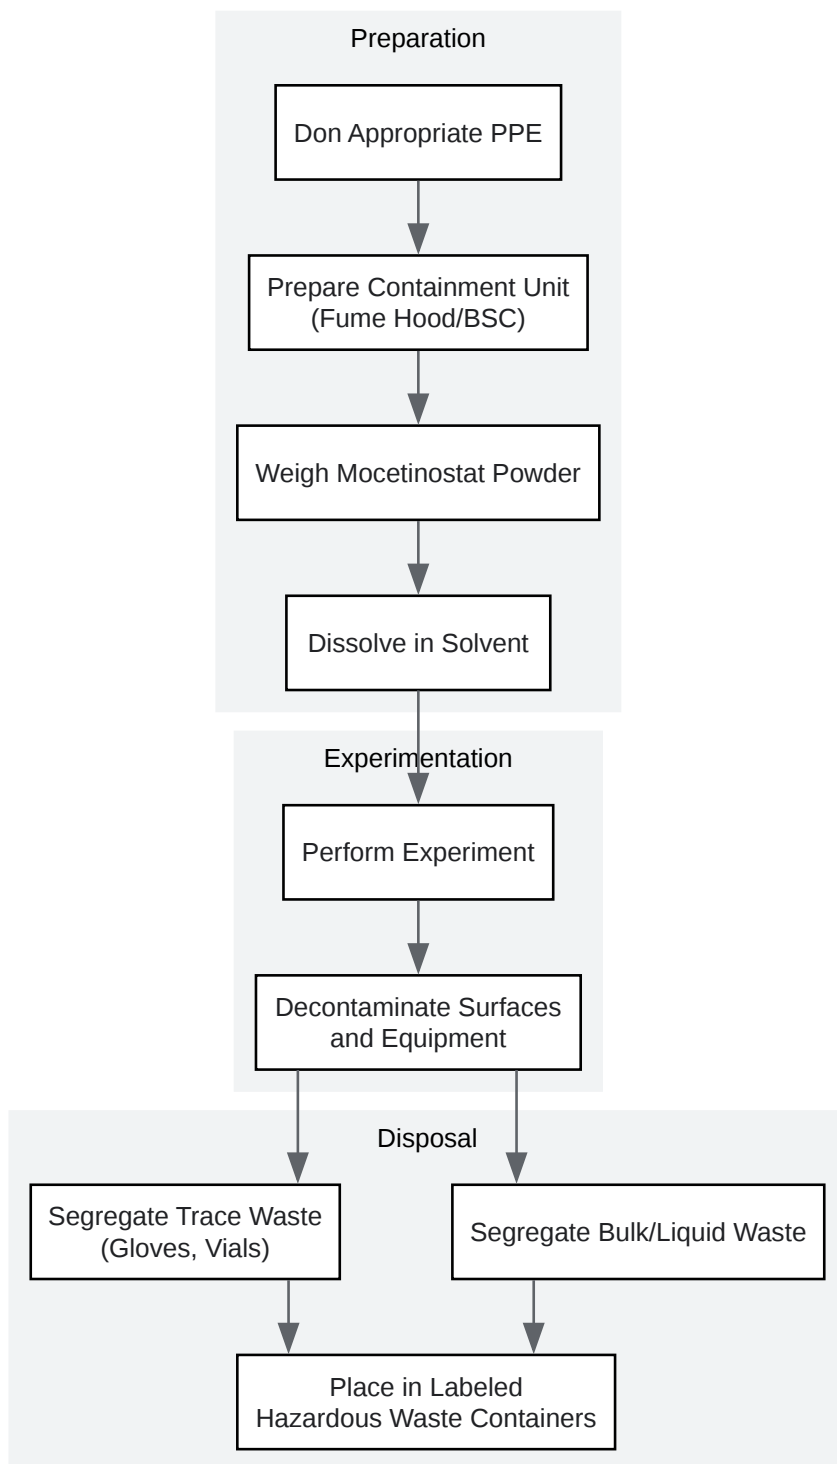 Preparation
Don Appropriate PPE
Prepare Containment Unit
(Fume Hood/BSC)
Weigh Mocetinostat Powder
Dissolve in Solvent
Experimentation
Perform Experiment
Decontaminate Surfaces
and Equipment
Disposal
Segregate Trace Waste
(Gloves, Vials)
Segregate Bulk/Liquid Waste
Place in Labeled
Hazardous Waste Containers